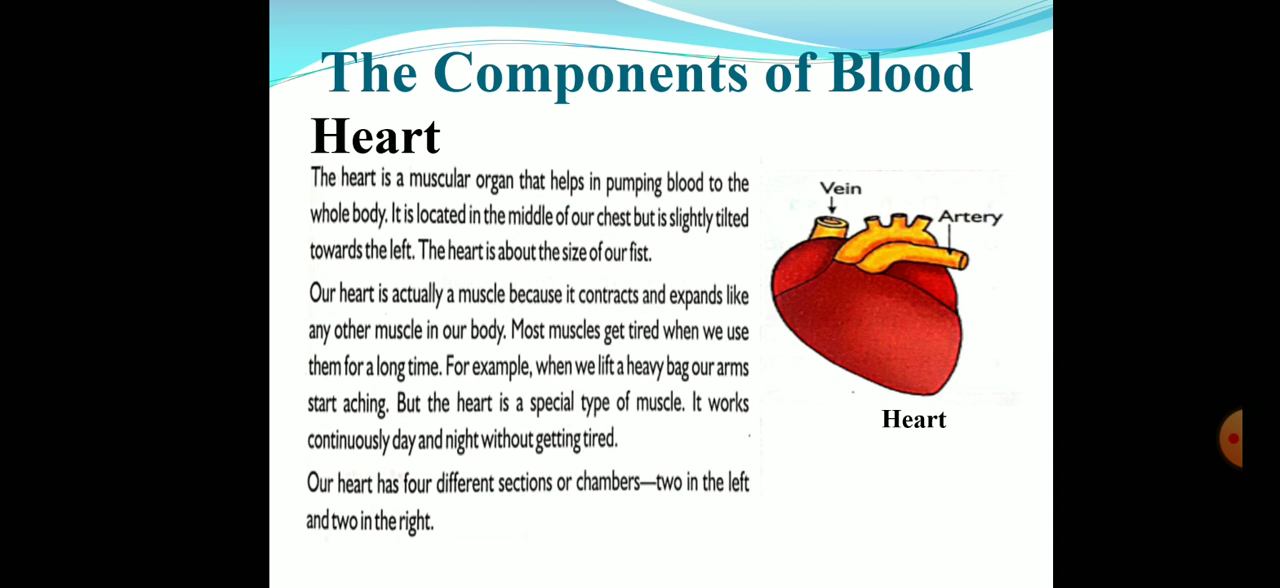 The Components of Blood
Heart
The heart is a muscular organ that helps in pumping blood to the
whole body. It is located in the middle of our chest but is slightly tilted
towards the left. The heart is about the size of our fist.
Our heart is actually a muscle because it contracts and expands like
any other muscle in our body. Most muscles get tired when we use
them for a long time. For example, when we lift a heavy bag our arms
start aching. But the heart is a special type of muscle. It works
continuously day and night without getting tired.
Our heart has four different sections or chambers—two in the left
and two in the right.
Vein
Artery
Heart